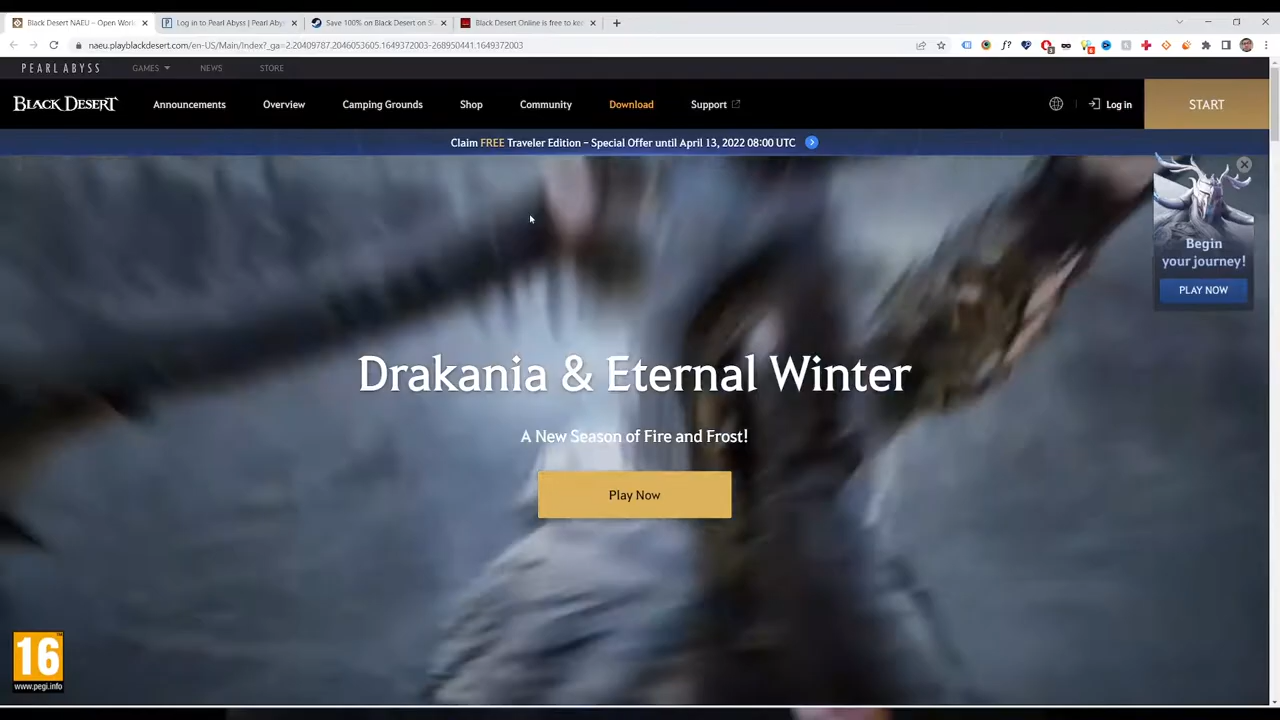 Black Desert NAEU – Open World
Log in to Pearl Abyss | Pearl Aby
Save 100% on Black Desert on St
Black Desert Online is free to kee
naeu.playblackdesert.com/en-US/Main/Index?_ga=2.20409787.2046053605.1649372003-268950441.1649372003
PEARL ABYSS
GAMES
NEWS
STORE
BLACK DESERT
Announcements
Overview
Camping Grounds
Shop
Community
Download
Support
Log in
START
Claim FREE Traveler Edition – Special Offer until April 13, 2022 08:00 UTC
Begin
your journey!
PLAY NOW
Drakania & Eternal Winter
A New Season of Fire and Frost!
Play Now
16
www.pegi.info